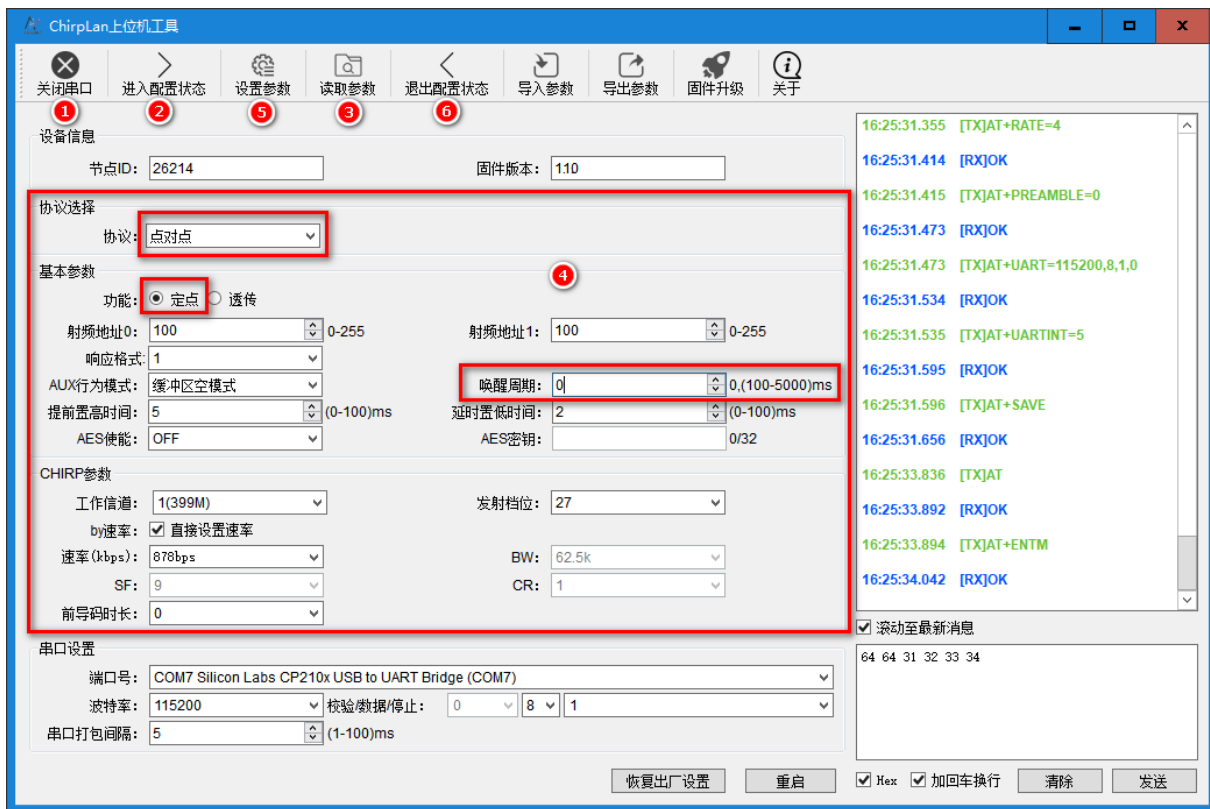 ChirpLan上位机工具
关闭串口 进入配置状态 设置参数 读取参数 退出配置状态 导入参数 导出参数 固件升级 关于
1 2 5 3 6
设备信息
节点ID: 26214 固件版本: 1.10
协议选择
协议: 点对点
4
基本参数
功能: 定点 透传
射频地址0: 100 0-255 射频地址1: 100 0-255
响应格式: 1
AUX行为模式: 缓冲区空模式 唤醒周期: 0 0,(100-5000)ms
提前置高时间: 5 (0-100)ms 延时置低时间: 2 (0-100)ms
AES使能: OFF AES密钥: 0/32
CHIRP参数
工作信道: 1(399M) 发射档位: 27
by速率: 直接设置速率
速率(kbps): 878bps BW: 62.5k
SF: 9 CR: 1
前导码时长: 0
串口设置
端口号: COM7 Silicon Labs CP210x USB to UART Bridge (COM7)
波特率: 115200 校验/数据/停止: 0 8 1
串口打包间隔: 5 (1-100)ms
恢复出厂设置 重启
16:25:31.355 [TX]AT+RATE=4
16:25:31.414 [RX]OK
16:25:31.415 [TX]AT+PREAMBLE=0
16:25:31.473 [RX]OK
16:25:31.473 [TX]AT+UART=115200,8,1,0
16:25:31.534 [RX]OK
16:25:31.535 [TX]AT+UARTINT=5
16:25:31.595 [RX]OK
16:25:31.596 [TX]AT+SAVE
16:25:31.656 [RX]OK
16:25:33.836 [TX]AT
16:25:33.892 [RX]OK
16:25:33.894 [TX]AT+ENTM
16:25:34.042 [RX]OK
滚动至最新消息
64 64 31 32 33 34
Hex 加回车换行 清除 发送